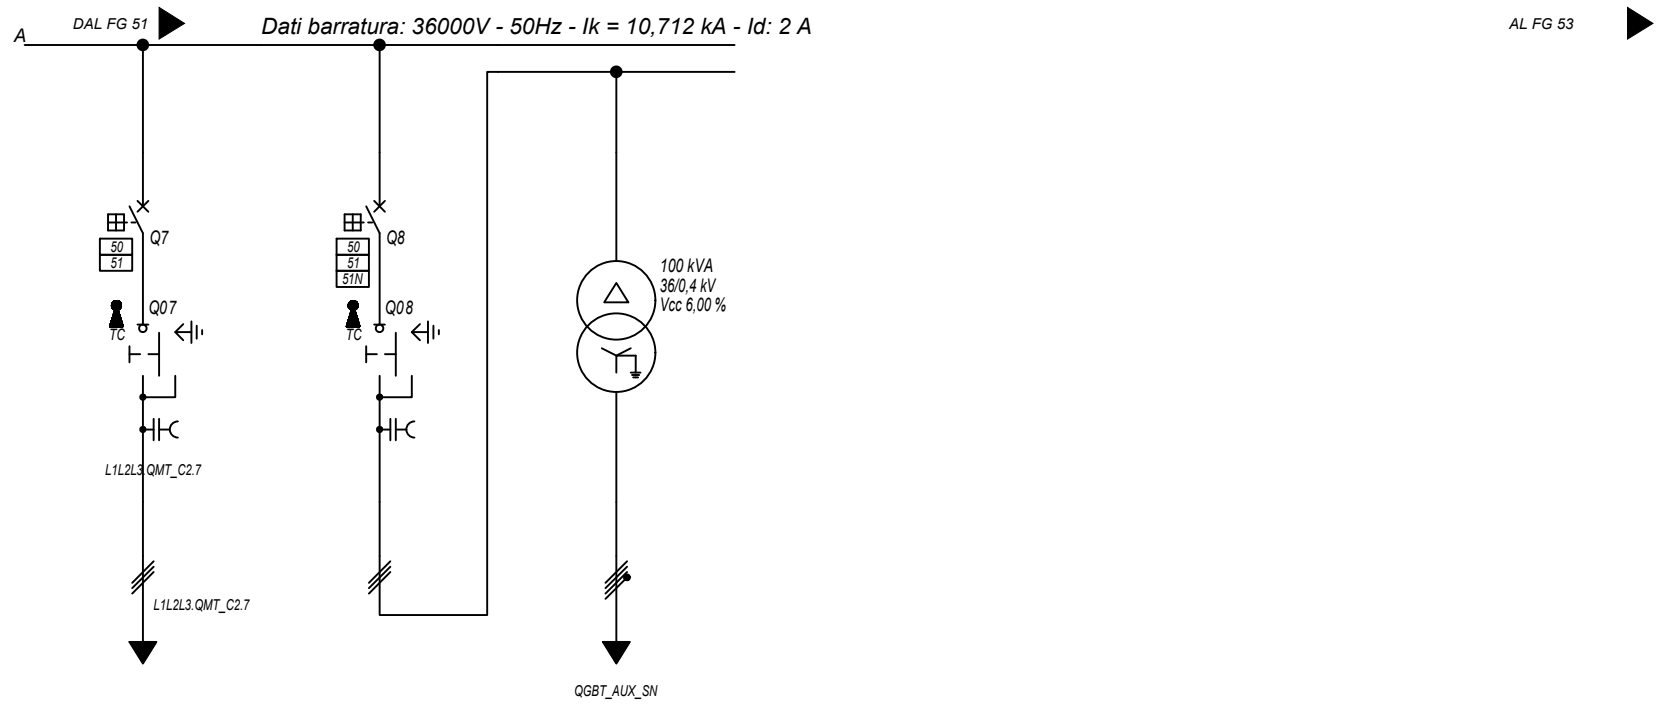 DAL FG 51
Dati barratura: 36000V - 50Hz - Ik = 10,712 kA - Id: 2 A
AL FG 53
A
Q7
50
51
Q07
TC
L1L2L3.QMT_C2.7
L1L2L3.QMT_C2.7
Q8
50
51
51N
Q08
TC
100 kVA
36/0,4 kV
Vcc 6,00 %
QGBT_AUX_SN